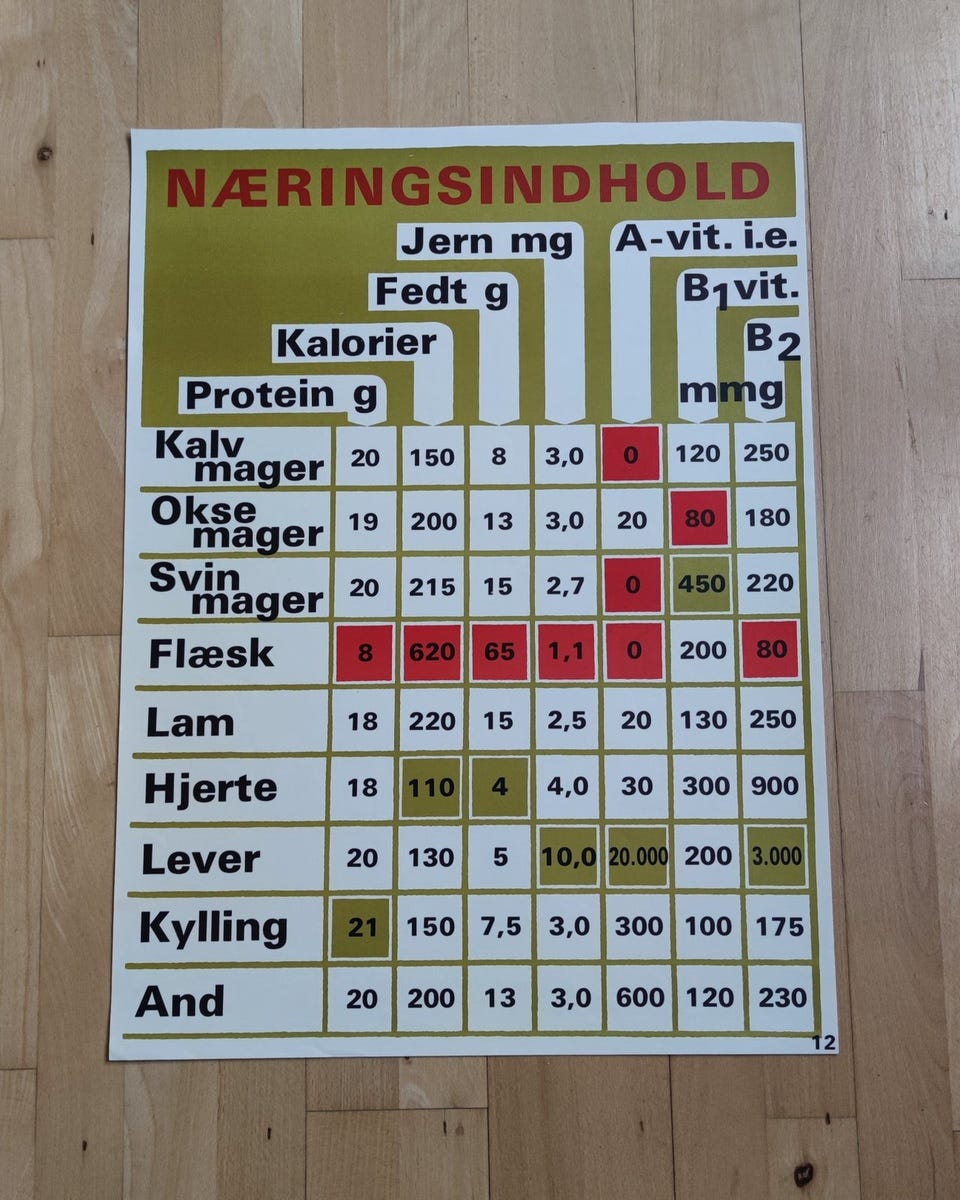 NÆRINGSINDHOLD
Jern mg
A-vit. i.e.
Fedt g
B1vit.
Kalorier
B2
Protein g
mmg
Kalv
mager 20 150 8 3,0 0 120 250
Okse
mager 19 200 13 3,0 20 80 180
Svin
mager 20 215 15 2,7 0 450 220
Flæsk 8 620 65 1,1 0 200 80
Lam 18 220 15 2,5 20 130 250
Hjerte 18 110 4 4,0 30 300 900
Lever 20 130 5 10,0 20.000 200 3.000
Kylling 21 150 7,5 3,0 300 100 175
And 20 200 13 3,0 600 120 230
12